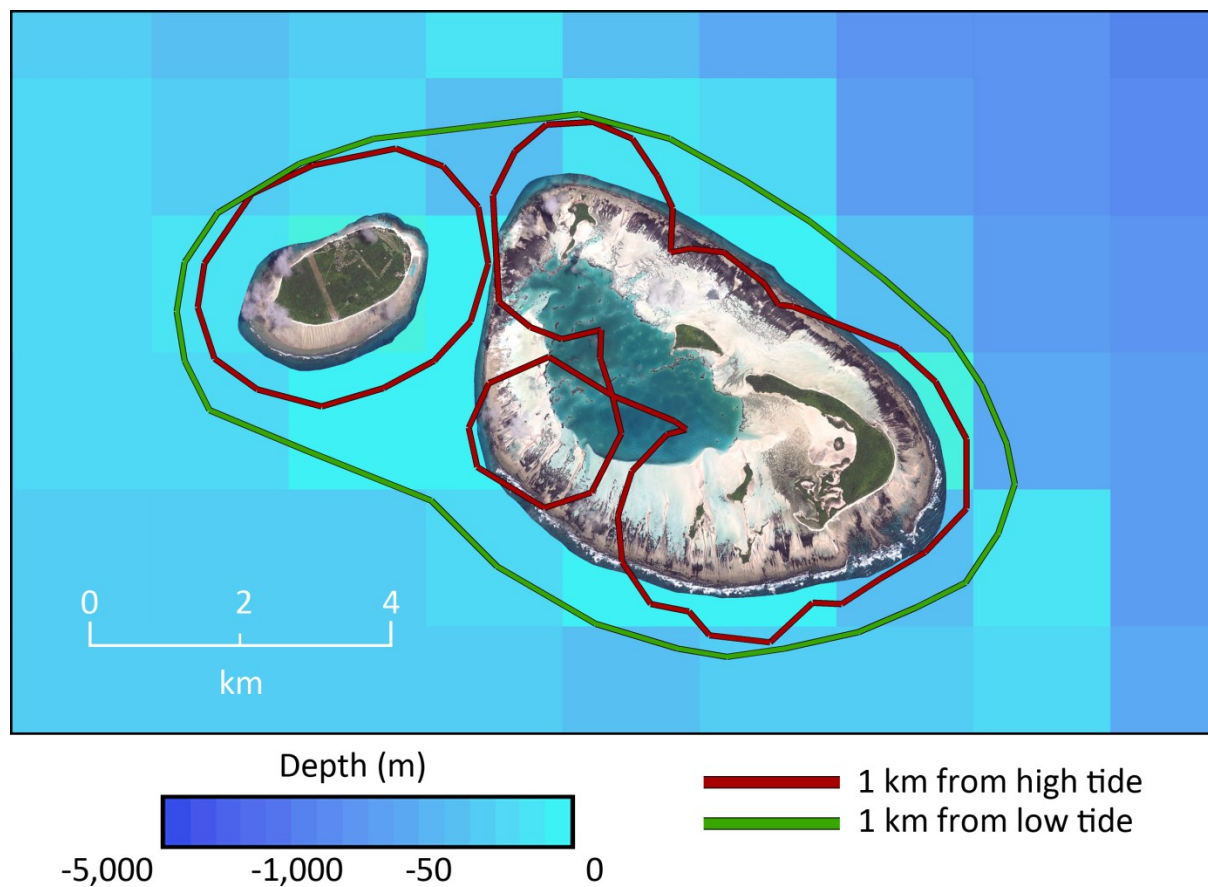 0 2 4
km
Depth (m)
-5,000 -1,000 -50 0
1 km from high tide
1 km from low tide